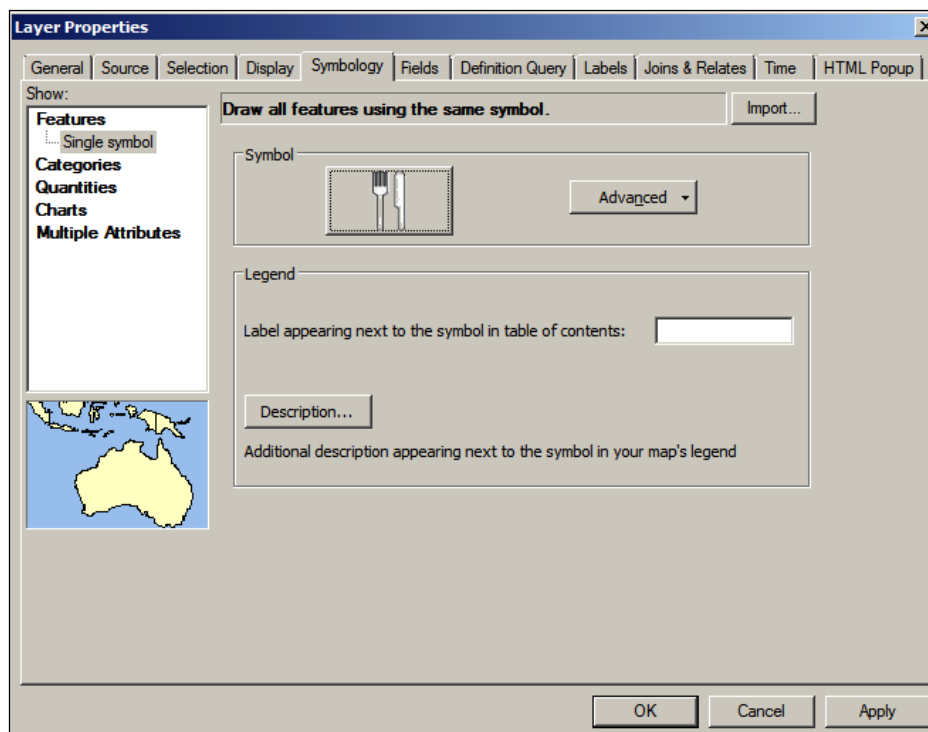 Layer Properties
General Source Selection Display Symbology Fields Definition Query Labels Joins & Relates Time HTML Popup
Show:
Features
Single symbol
Categories
Quantities
Charts
Multiple Attributes
Draw all features using the same symbol.
Import...
Symbol
Advanced
Legend
Label appearing next to the symbol in table of contents:
Description...
Additional description appearing next to the symbol in your map's legend
OK Cancel Apply